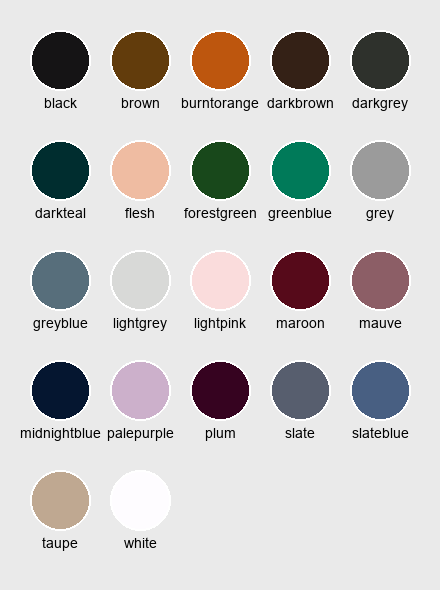 black brown burntorange darkbrown darkgrey
darkteal flesh forestgreen greenblue grey
greyblue lightgrey lightpink maroon mauve
midnightblue palepurple plum slate slateblue
taupe white